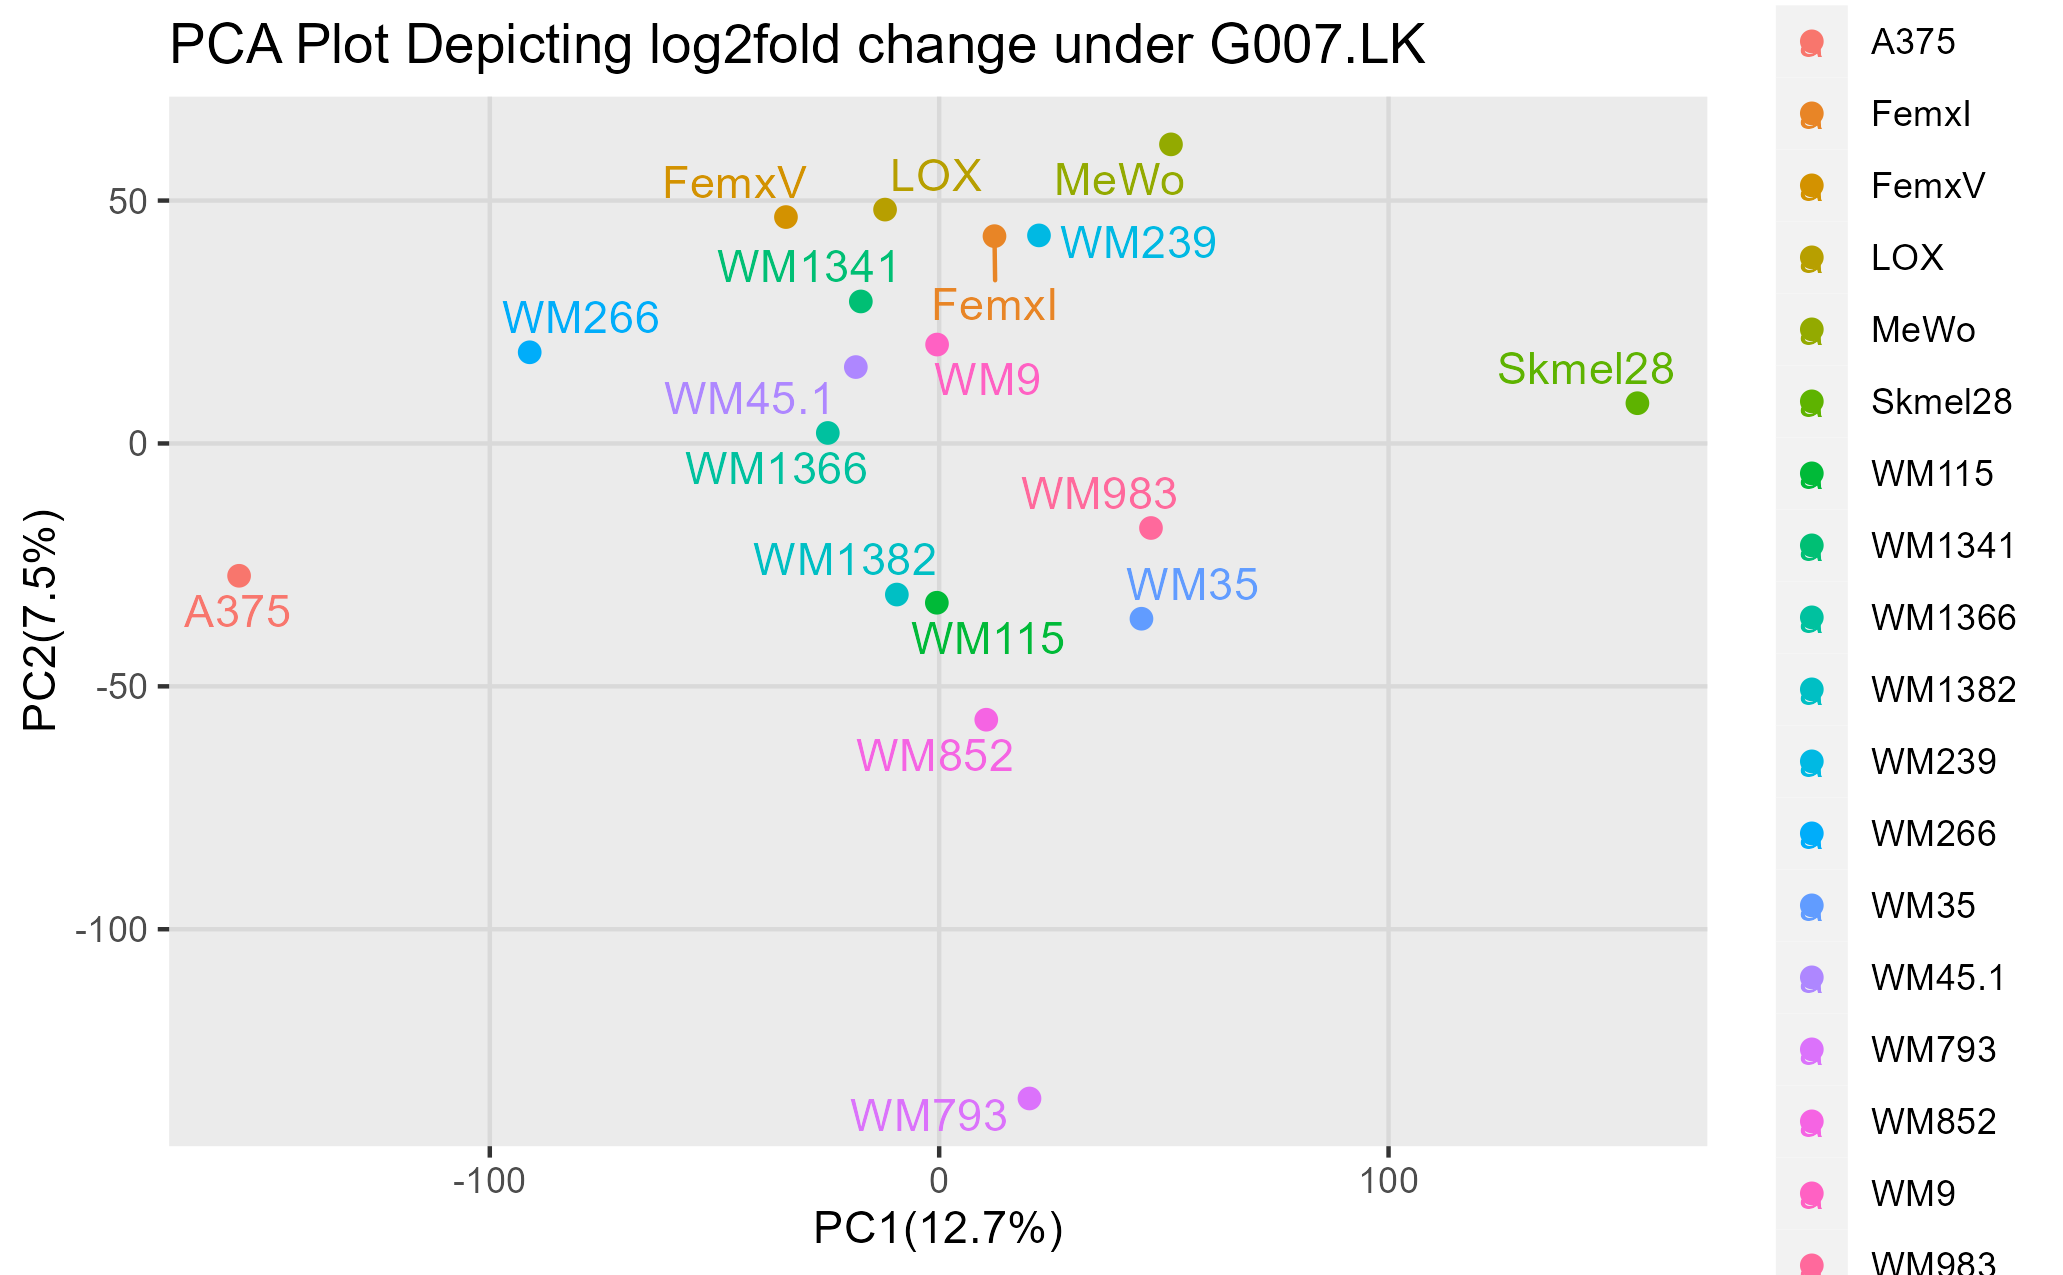 PCA Plot Depicting log2fold change under G007.LK
FemxV
LOX
MeWo
WM1341
WM239
WM266
FemxI
WM45.1
WM9
Skmel28
WM1366
WM983
A375
WM1382
WM35
WM115
WM852
WM793
50
0
-50
-100
PC2(7.5%)
-100
0
100
PC1(12.7%)
A375
FemxI
FemxV
LOX
MeWo
Skmel28
WM115
WM1341
WM1366
WM1382
WM239
WM266
WM35
WM45.1
WM793
WM852
WM9
WM983